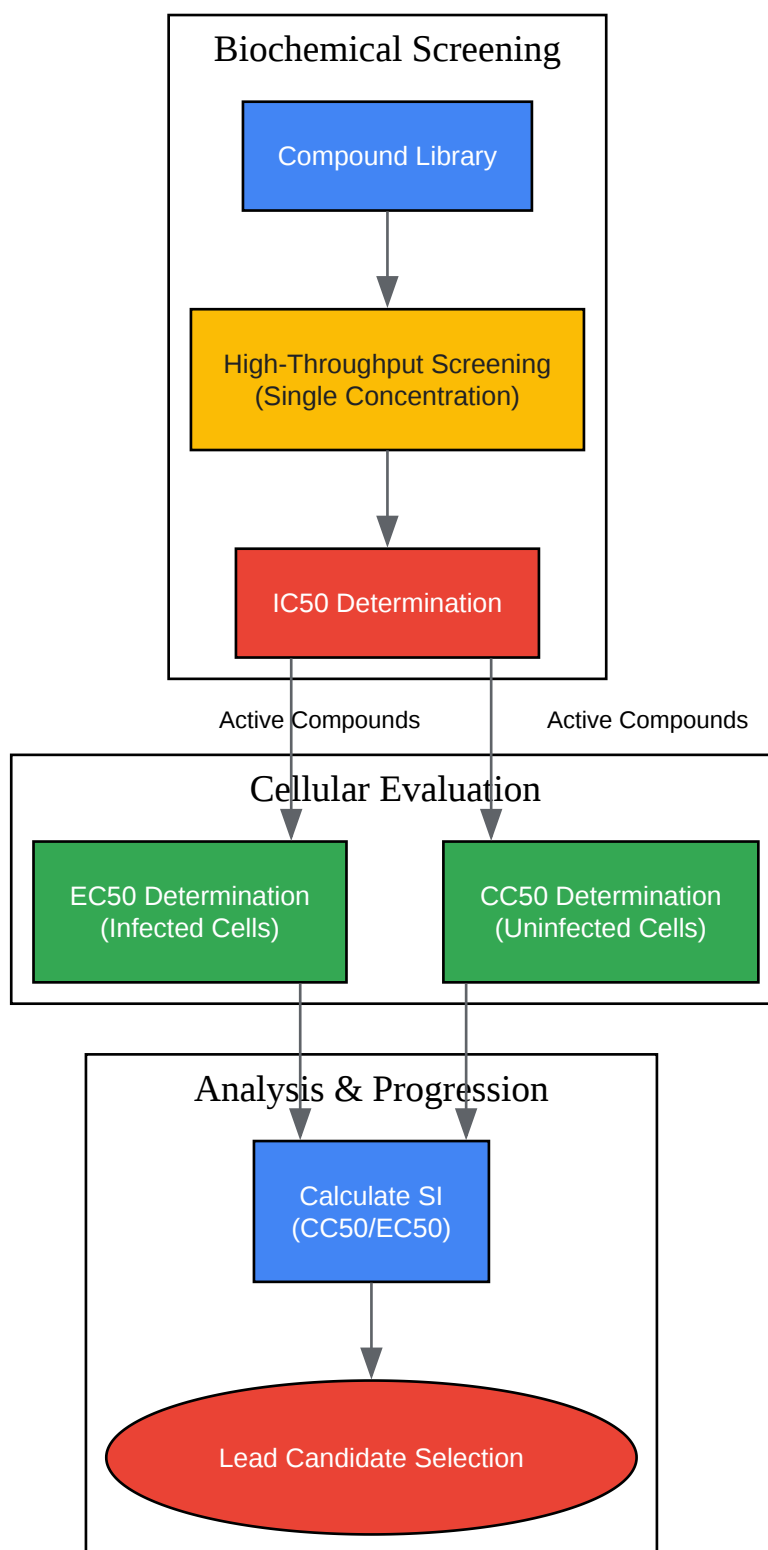 Biochemical Screening
Compound Library
High-Throughput Screening
(Single Concentration)
IC50 Determination
Active Compounds
Active Compounds
Cellular Evaluation
EC50 Determination
(Infected Cells)
CC50 Determination
(Uninfected Cells)
Analysis & Progression
Calculate SI
(CC50/EC50)
Lead Candidate Selection